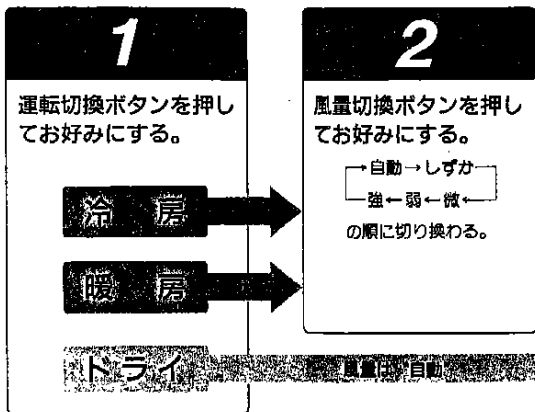 1
運転切換ボタンを押し
てお好みにする。
冷房
暖房
ドライ
2
風量切換ボタンを押し
てお好みにする。
→自動→しずか
強←弱←微←
の順に切り換わる。
風量は 自動